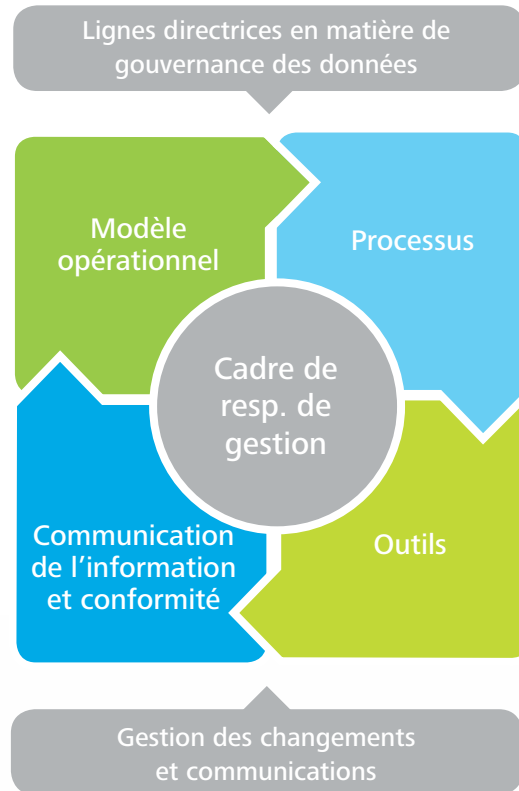 Lignes directrices en matière de
gouvernance des données
Modèle
opérationnel
Processus
Cadre de
resp. de
gestion
Communication
de l’information
et conformité
Outils
Gestion des changements
et communications